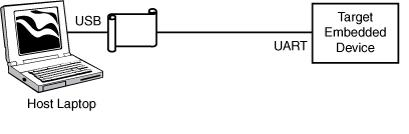 USB
UART
Target
Embedded
Device
Host Laptop